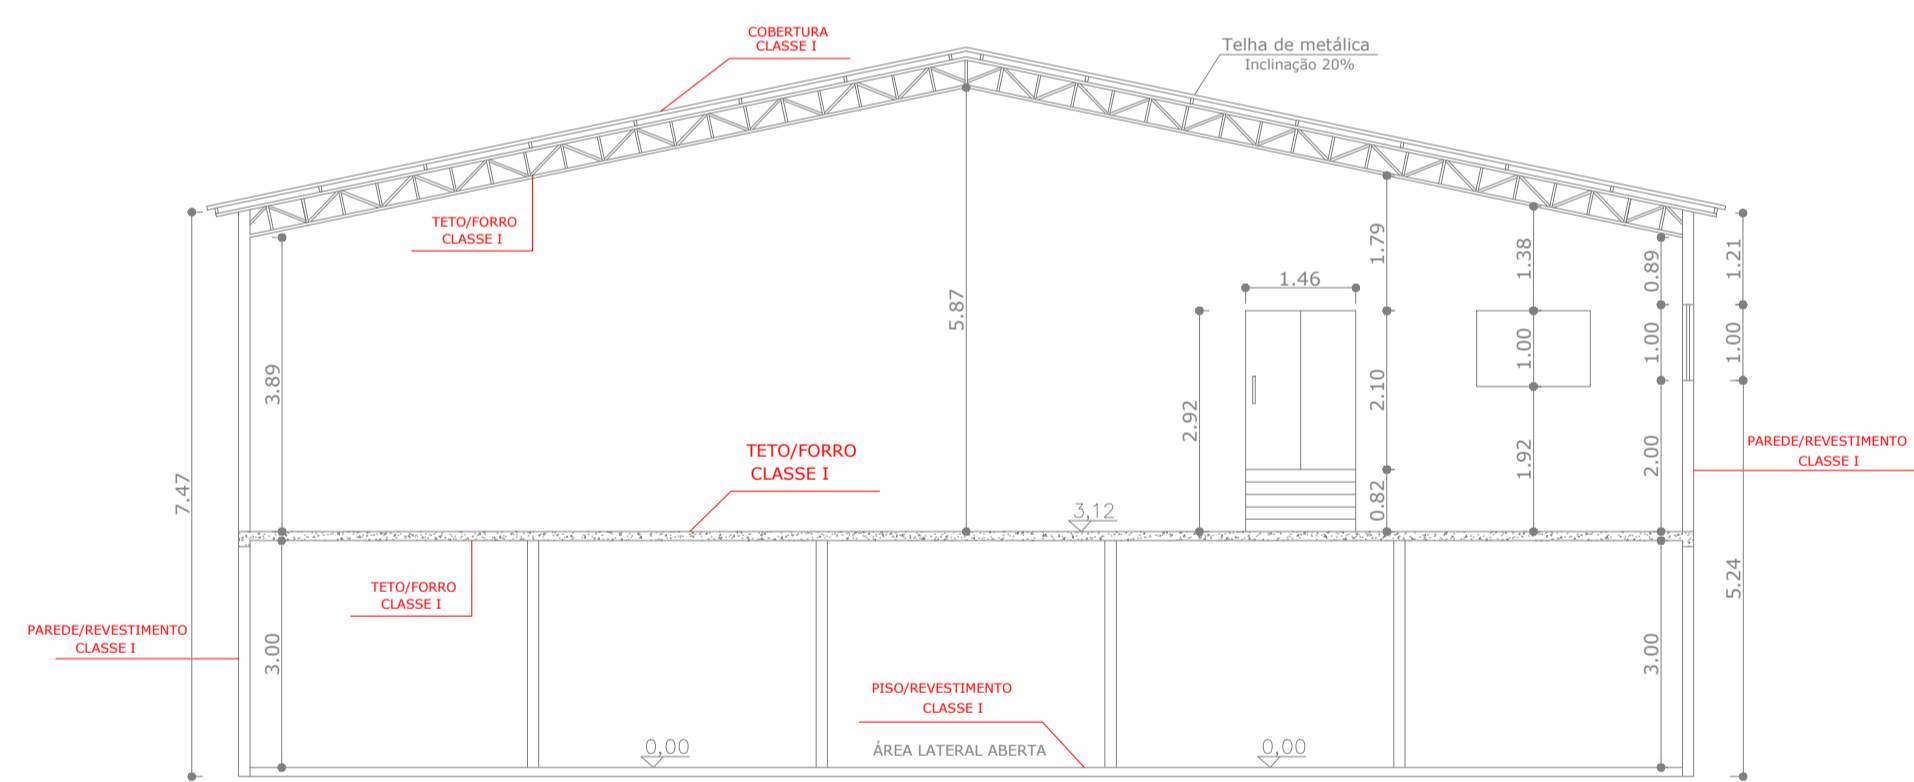 COBERTURA
CLASSE I
Telha de metálica
Inclinação 20%
TETO/FORRO
CLASSE I
1.79
1.38
0.89
1.21
1.46
5.87
1.00
1.00
1.00
3.89
2.10
2.92
TETO/FORRO
CLASSE I
1.92
2.00
PAREDE/REVESTIMENTO
CLASSE I
7.47
0.82
3,12
TETO/FORRO
CLASSE I
5.24
PAREDE/REVESTIMENTO
CLASSE I
3.00
3.00
PISO/REVESTIMENTO
CLASSE I
0,00
ÁREA LATERAL ABERTA
0,00